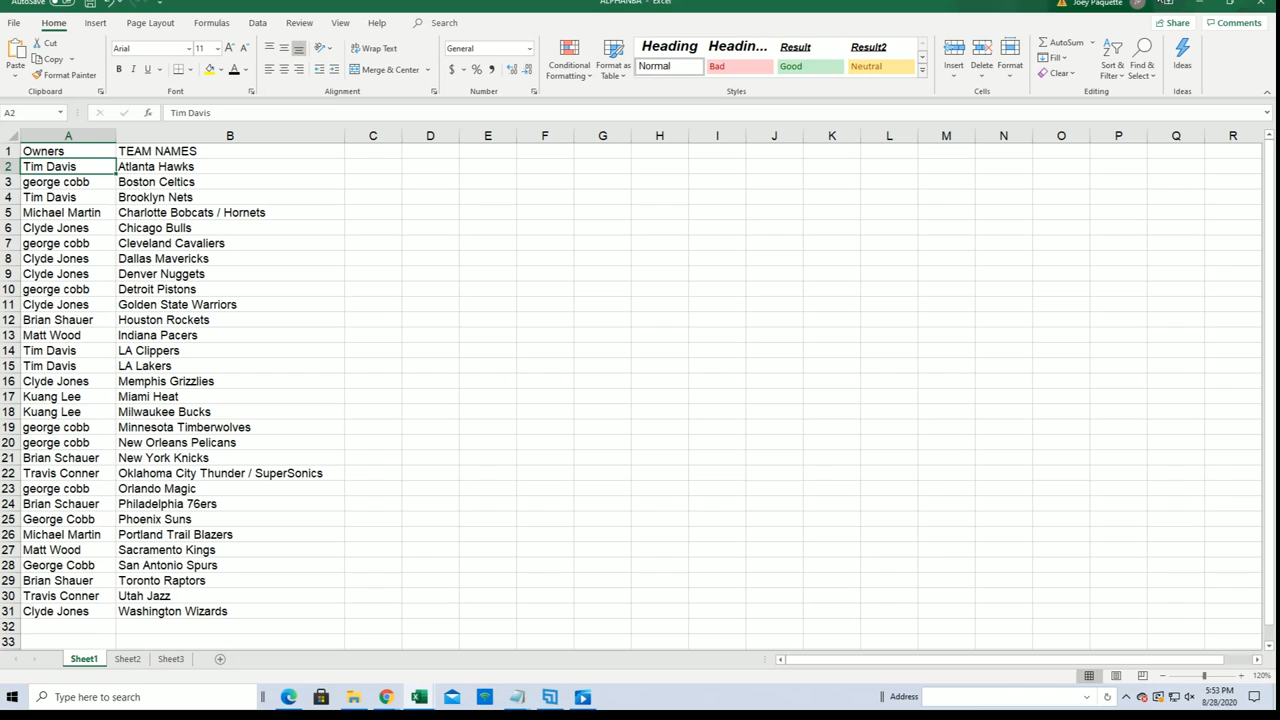 AutoSave Off ALPHANBA - Excel Joey Paquette JP
File Home Insert Page Layout Formulas Data Review View Help Search Share Comments
Paste Cut Copy Format Painter Clipboard
Arial 11 B I U A Font
Wrap Text Merge & Center Alignment
General $ % Number
Conditional Formatting Format as Table
Heading Headin... Result Result2
Normal Bad Good Neutral
Styles
Insert Delete Format Cells
AutoSum Fill Clear Sort & Filter Find & Select Editing
Ideas Ideas
A2 fx Tim Davis
A B C D E F G H I J K L M N O P Q R
1 Owners TEAM NAMES
2 Tim Davis Atlanta Hawks
3 george cobb Boston Celtics
4 Tim Davis Brooklyn Nets
5 Michael Martin Charlotte Bobcats / Hornets
6 Clyde Jones Chicago Bulls
7 george cobb Cleveland Cavaliers
8 Clyde Jones Dallas Mavericks
9 Clyde Jones Denver Nuggets
10 george cobb Detroit Pistons
11 Clyde Jones Golden State Warriors
12 Brian Shauer Houston Rockets
13 Matt Wood Indiana Pacers
14 Tim Davis LA Clippers
15 Tim Davis LA Lakers
16 Clyde Jones Memphis Grizzlies
17 Kuang Lee Miami Heat
18 Kuang Lee Milwaukee Bucks
19 george cobb Minnesota Timberwolves
20 george cobb New Orleans Pelicans
21 Brian Schauer New York Knicks
22 Travis Conner Oklahoma City Thunder / SuperSonics
23 george cobb Orlando Magic
24 Brian Schauer Philadelphia 76ers
25 George Cobb Phoenix Suns
26 Michael Martin Portland Trail Blazers
27 Matt Wood Sacramento Kings
28 George Cobb San Antonio Spurs
29 Brian Shauer Toronto Raptors
30 Travis Conner Utah Jazz
31 Clyde Jones Washington Wizards
32
33
Sheet1 Sheet2 Sheet3
120%
Type here to search Address 5:53 PM
8/28/2020